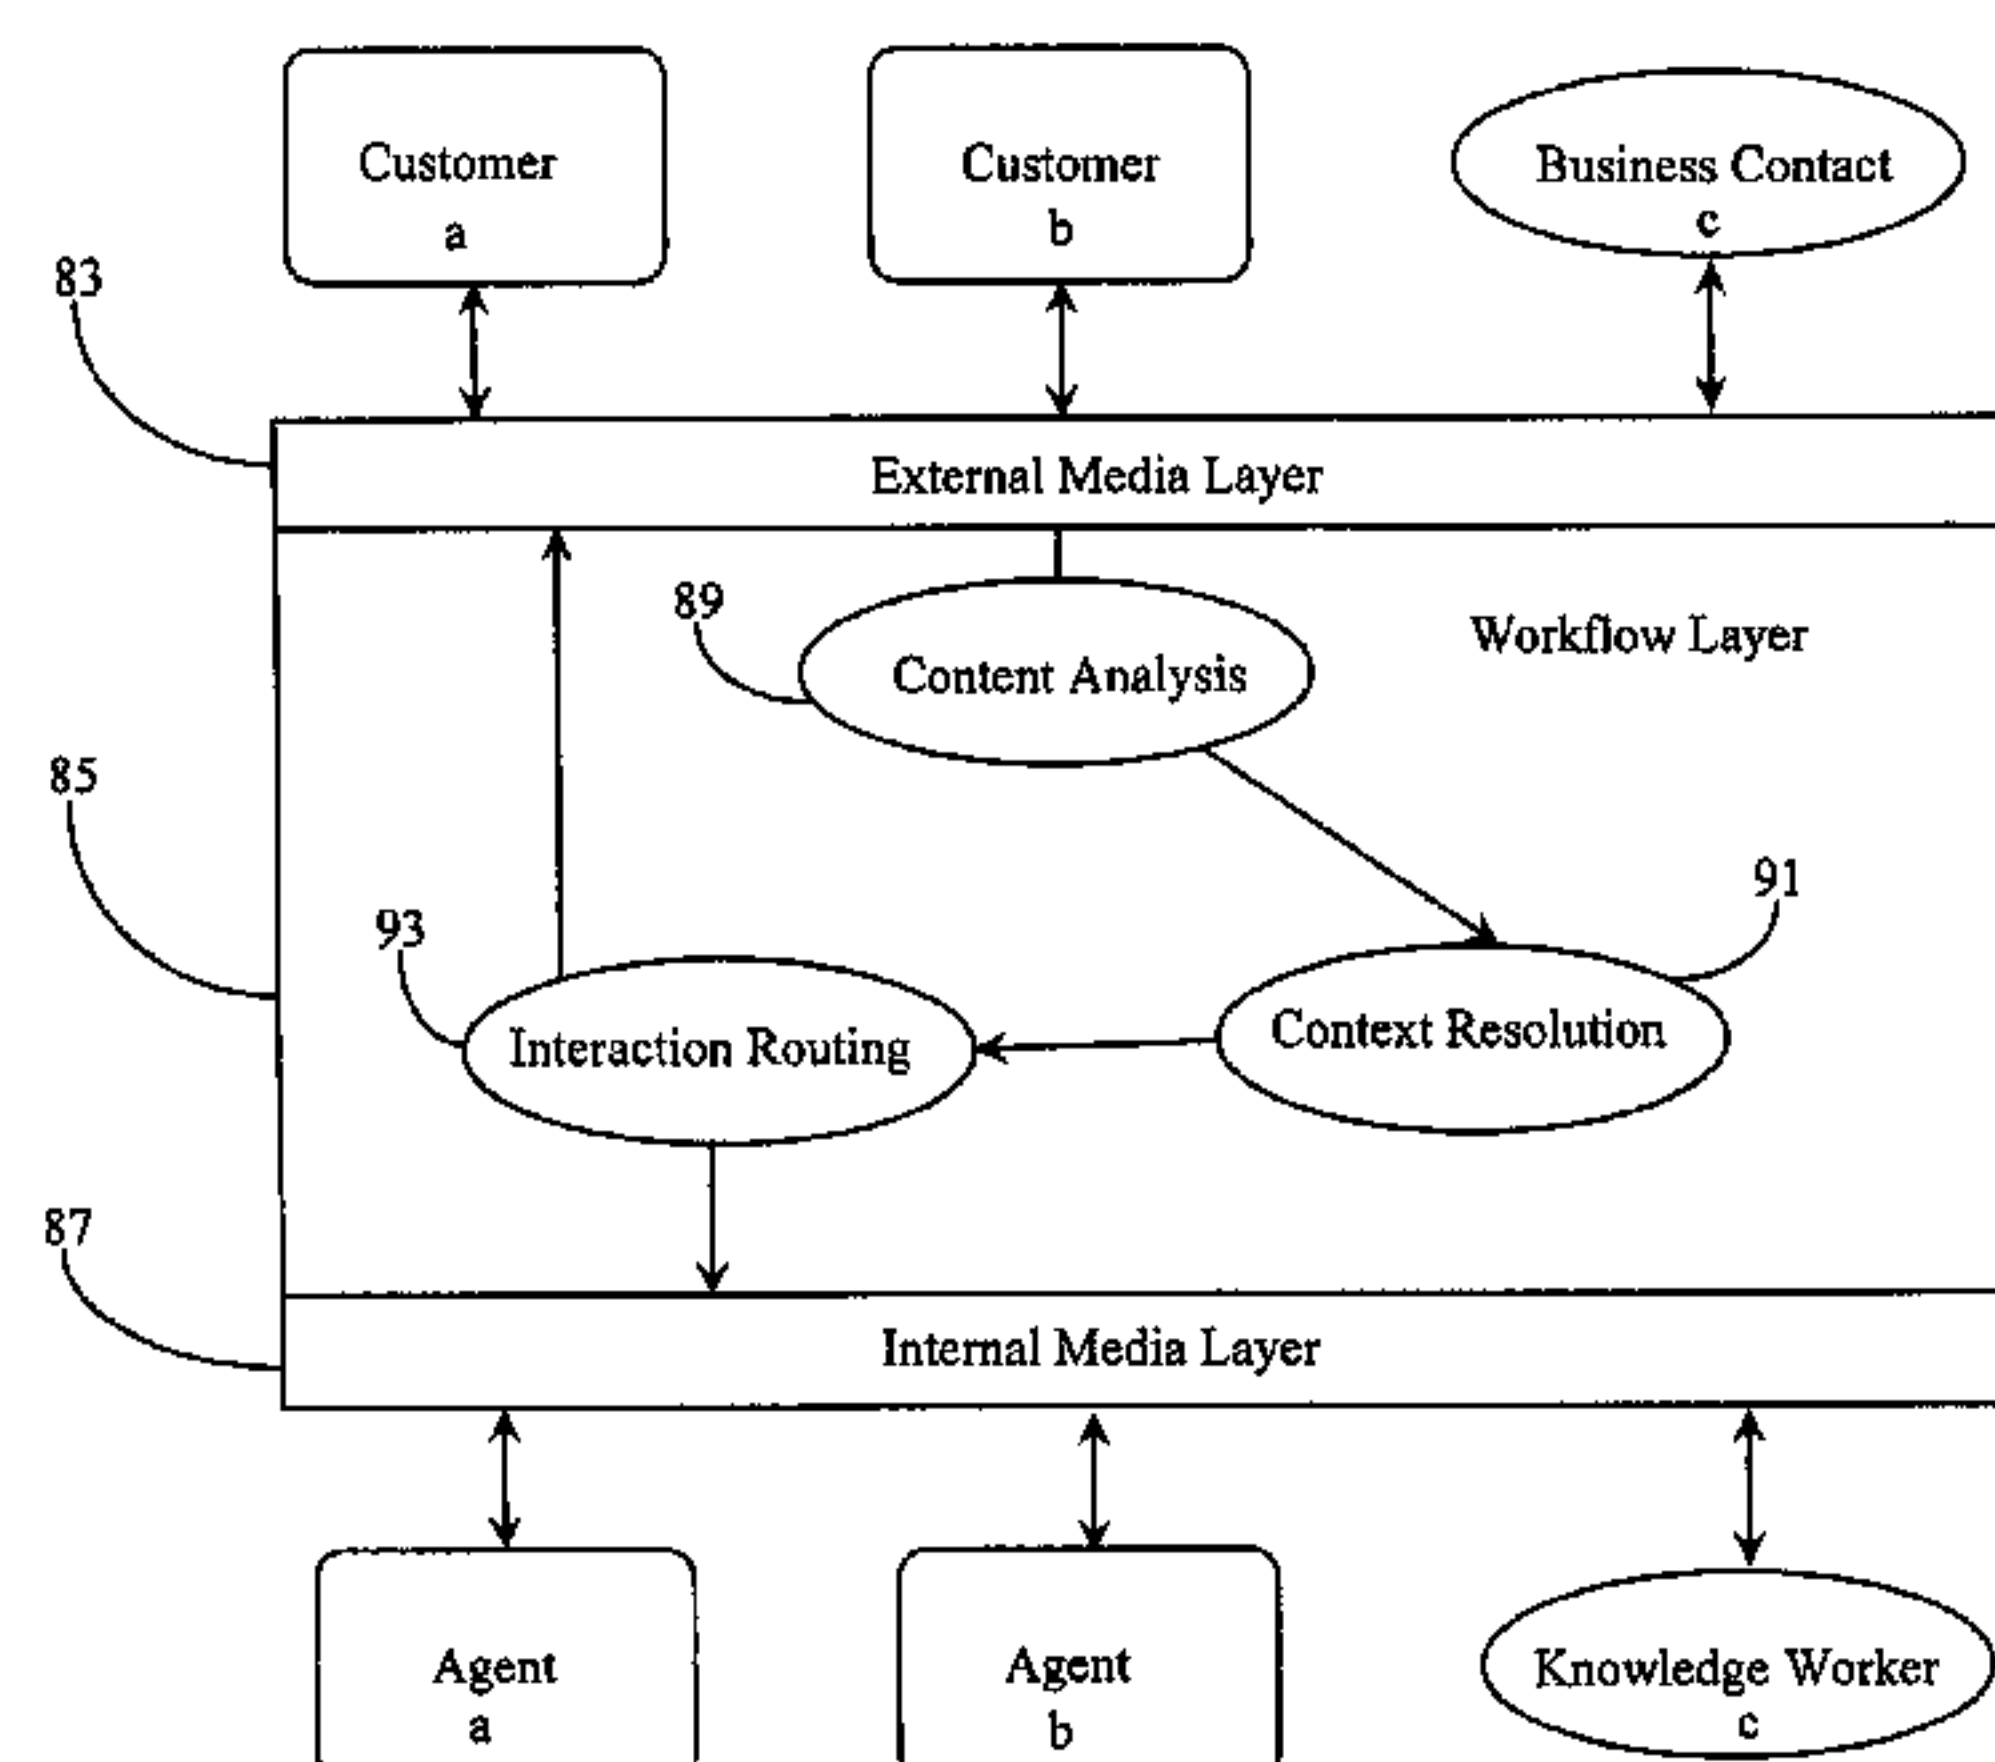 Customer
a
Customer
b
Business Contact
c
83
External Media Layer
89
Content Analysis
Workflow Layer
85
91
93
Interaction Routing
Context Resolution
87
Internal Media Layer
Agent
a
Agent
b
Knowledge Worker
c